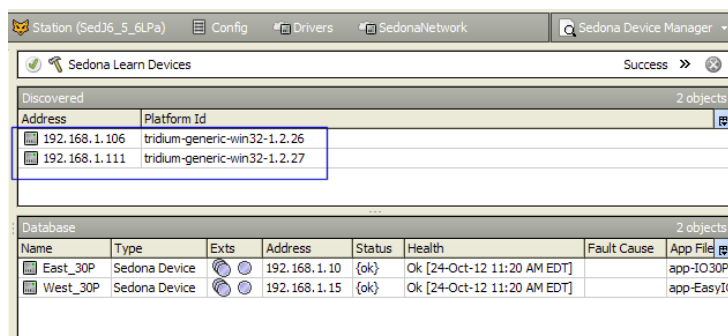 Station (SedJ6_5_6LPa) Config Drivers SedonaNetwork Sedona Device Manager
Sedona Learn Devices Success »
Discovered 2 objects
Address Platform Id
192.168.1.106 tridium-generic-win32-1.2.26
192.168.1.111 tridium-generic-win32-1.2.27
Database 2 objects
Name Type Exts Address Status Health Fault Cause App File
East_30P Sedona Device 192.168.1.10 {ok} Ok [24-Oct-12 11:20 AM EDT] app-IO30P
West_30P Sedona Device 192.168.1.15 {ok} Ok [24-Oct-12 11:20 AM EDT] app-EasyIO